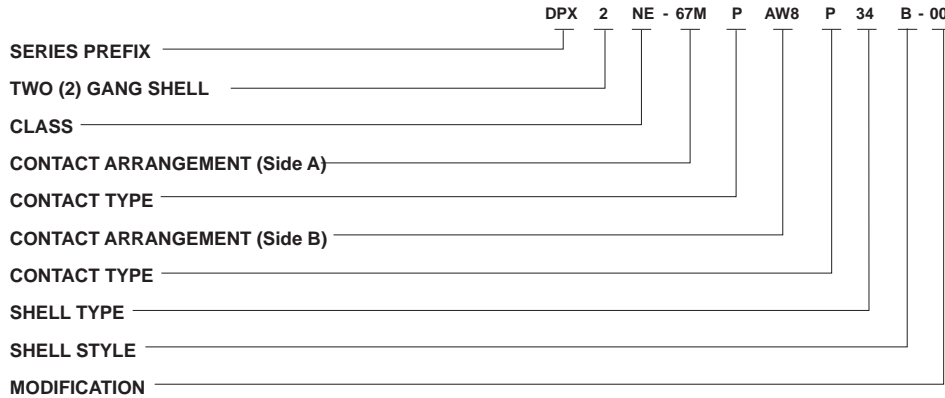 DPX 2 NE - 67M P AW8 P 34 B - 00
SERIES PREFIX
TWO (2) GANG SHELL
CLASS
CONTACT ARRANGEMENT (Side A)
CONTACT TYPE
CONTACT ARRANGEMENT (Side B)
CONTACT TYPE
SHELL TYPE
SHELL STYLE
MODIFICATION